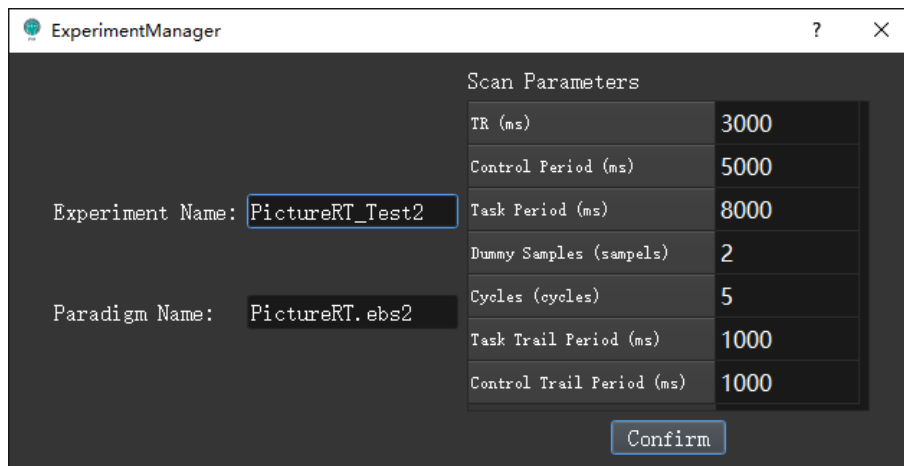 ExperimentManager
?
Scan Parameters
TR (ms) 3000
Control Period (ms) 5000
Experiment Name: PictureRT_Test2
Task Period (ms) 8000
Dummy Samples (sampels) 2
Cycles (cycles) 5
Paradigm Name: PictureRT.ebs2
Task Trail Period (ms) 1000
Control Trail Period (ms) 1000
Confirm